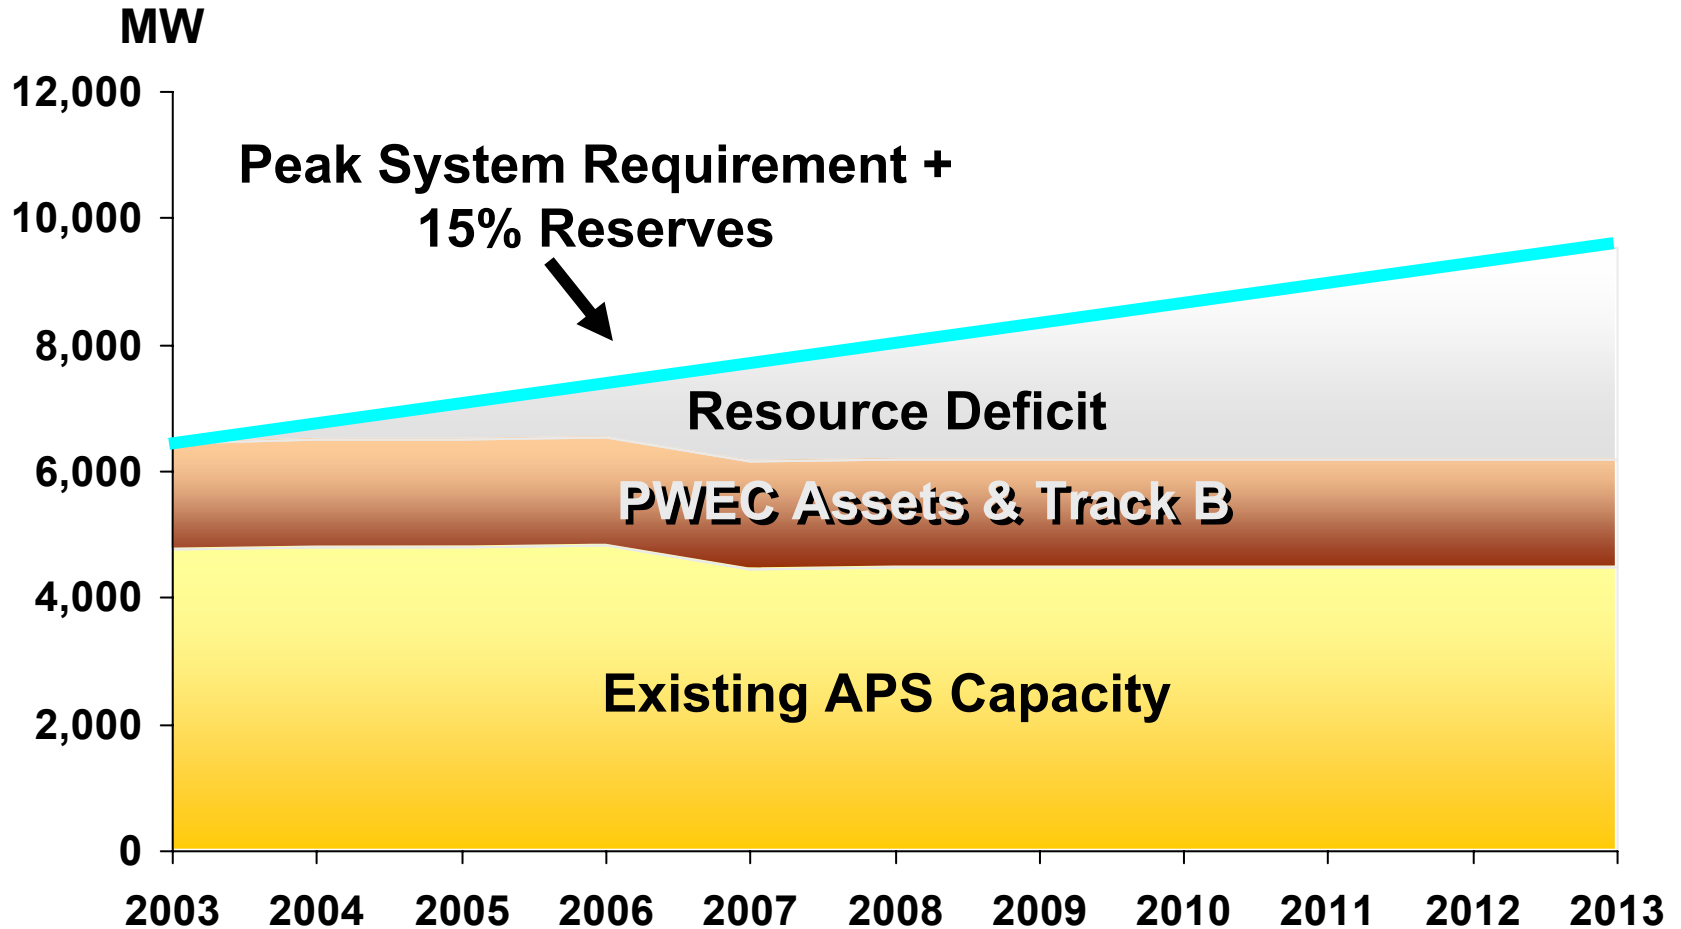 MW
12,000
Peak System Requirement +
10,000
15% Reserves
8,000
Resource Deficit
6,000
PWEC Assets & Track B
4,000
Existing APS Capacity
2,000
0
2003 2004 2005 2006 2007 2008 2009 2010 2011 2012 2013